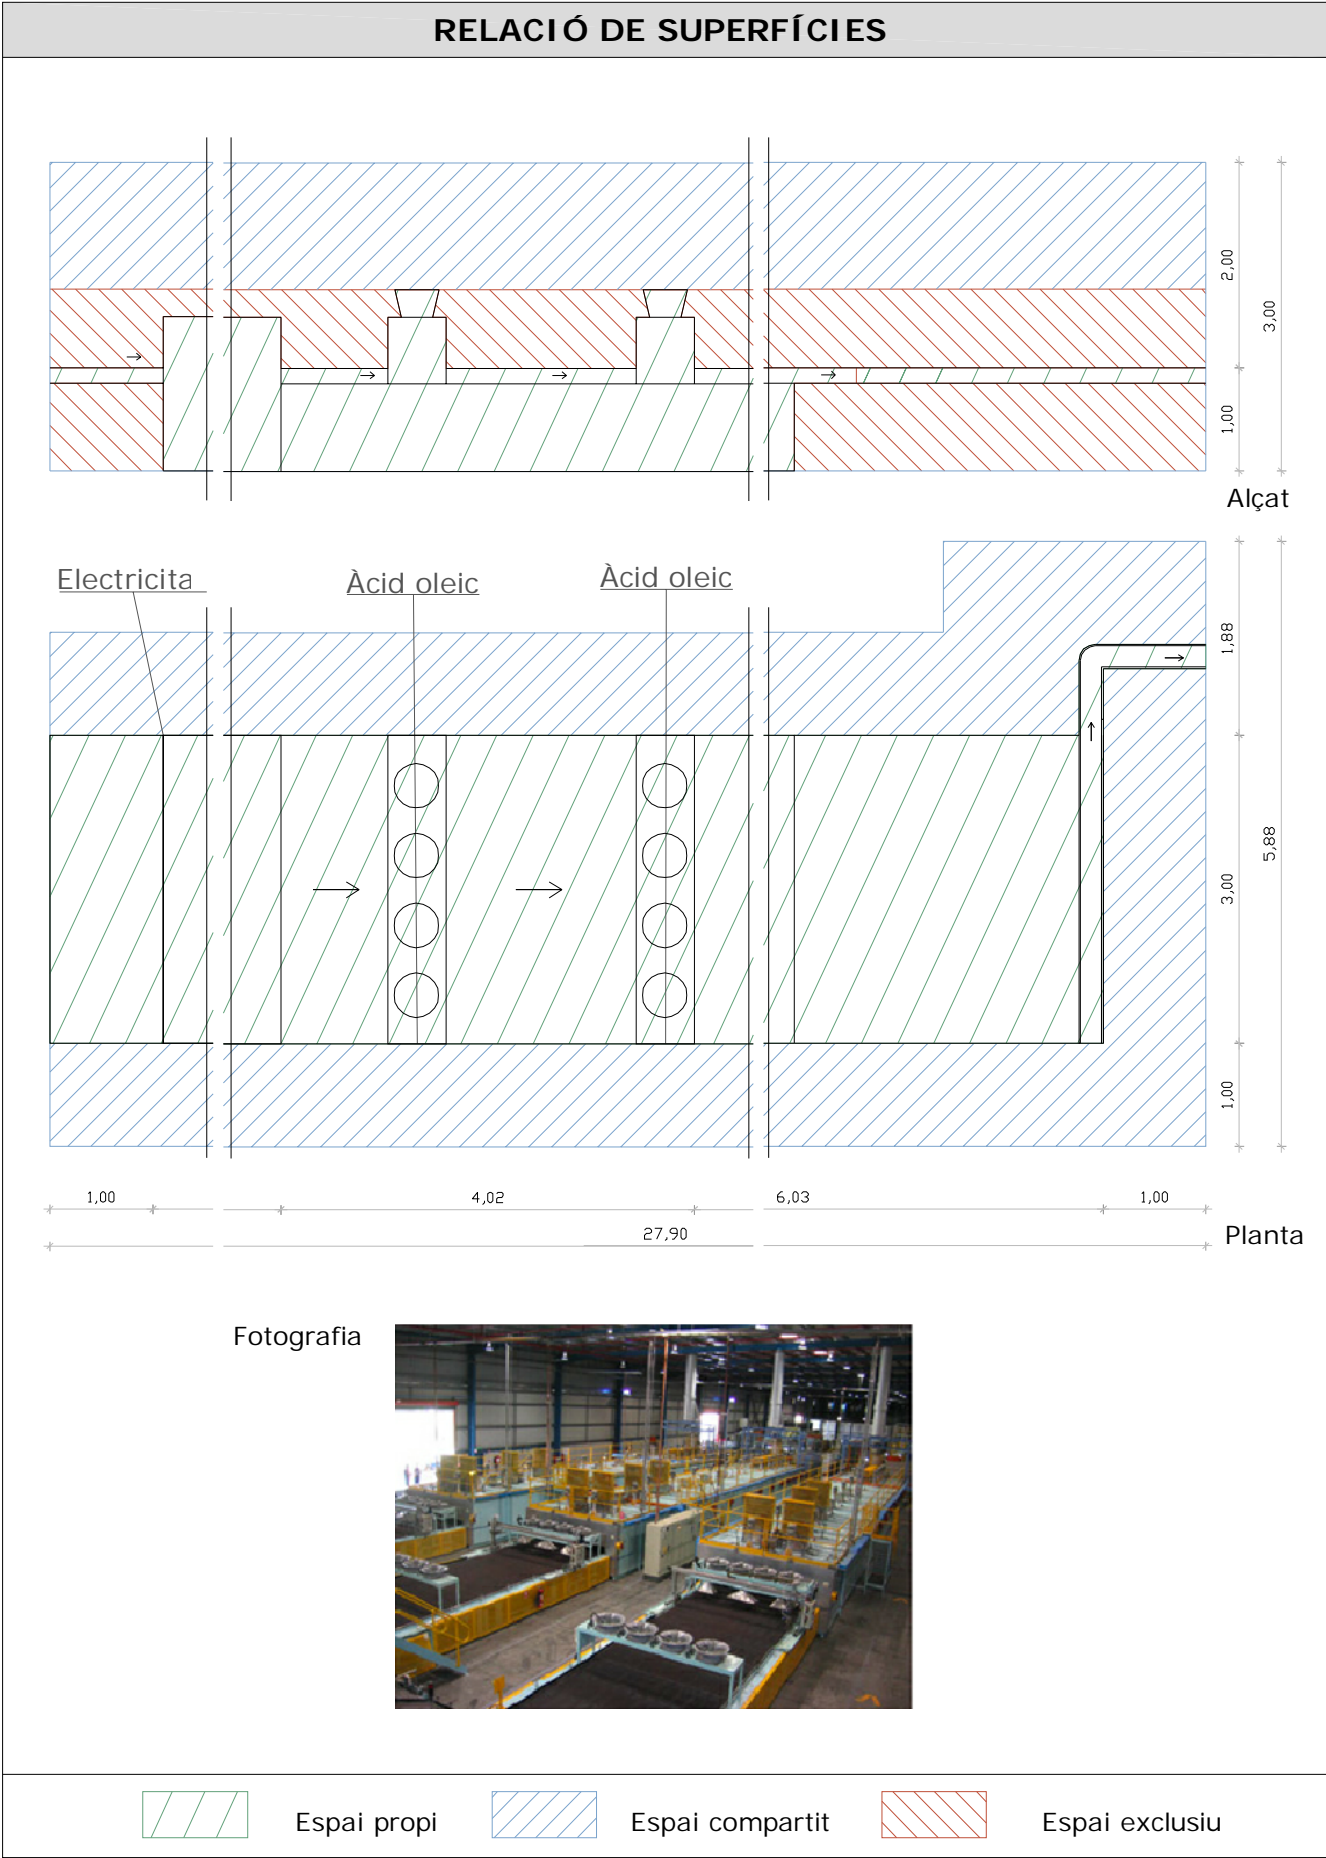 RELACIÓ DE SUPERFÍCIES
2,00
3,00
1,00
Alçat
Electricita
Àcid oleic
Àcid oleic
1,88
5,88
3,00
1,00
1,00
4,02
6,03
1,00
27,90
Planta
Fotografia
Espai propi
Espai compartit
Espai exclusiu